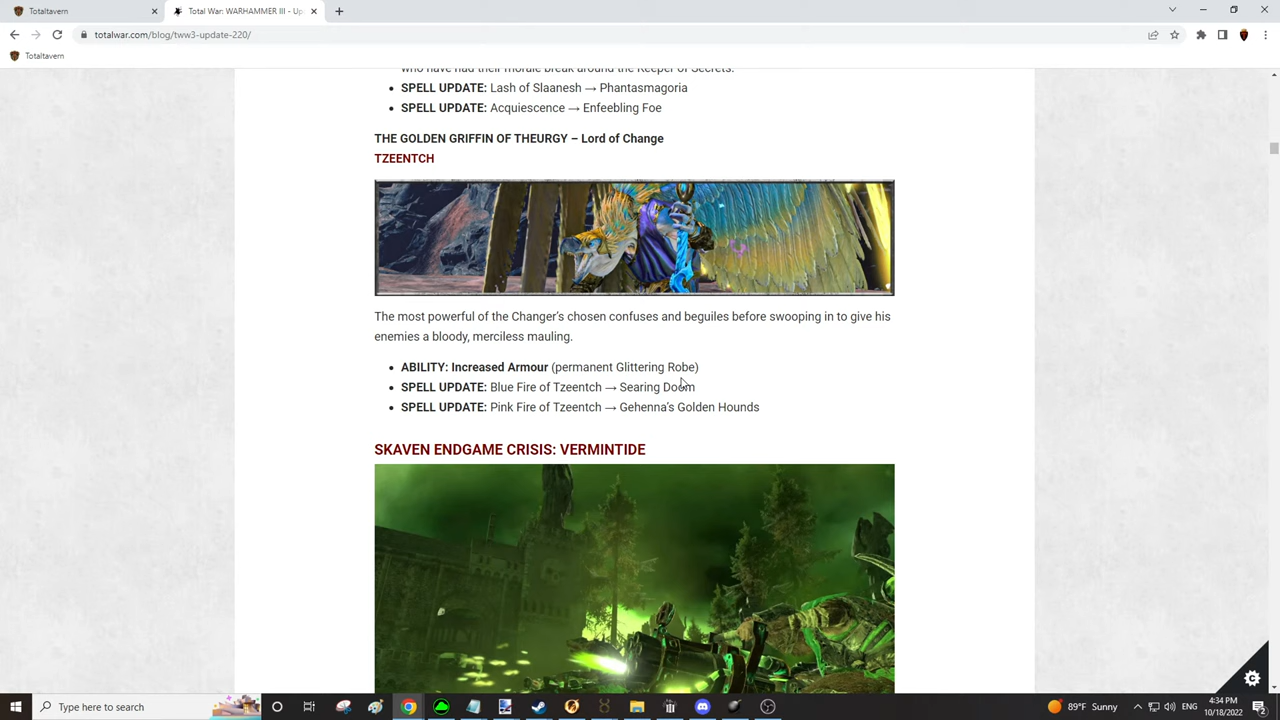 Totaltavern
Total War: WARHAMMER III - Up
totalwar.com/blog/tww3-update-220/
Totaltavern
who have had their morale break around the Keeper of Secrets.
SPELL UPDATE: Lash of Slaanesh → Phantasmagoria
SPELL UPDATE: Acquiescence → Enfeebling Foe
THE GOLDEN GRIFFIN OF THEURGY – Lord of Change
TZEENTCH
The most powerful of the Changer's chosen confuses and beguiles before swooping in to give his
enemies a bloody, merciless mauling.
ABILITY: Increased Armour (permanent Glittering Robe)
SPELL UPDATE: Blue Fire of Tzeentch → Searing Doom
SPELL UPDATE: Pink Fire of Tzeentch → Gehenna's Golden Hounds
SKAVEN ENDGAME CRISIS: VERMINTIDE
Type here to search
89°F Sunny
ENG
4:34 PM
10/18/2022
2